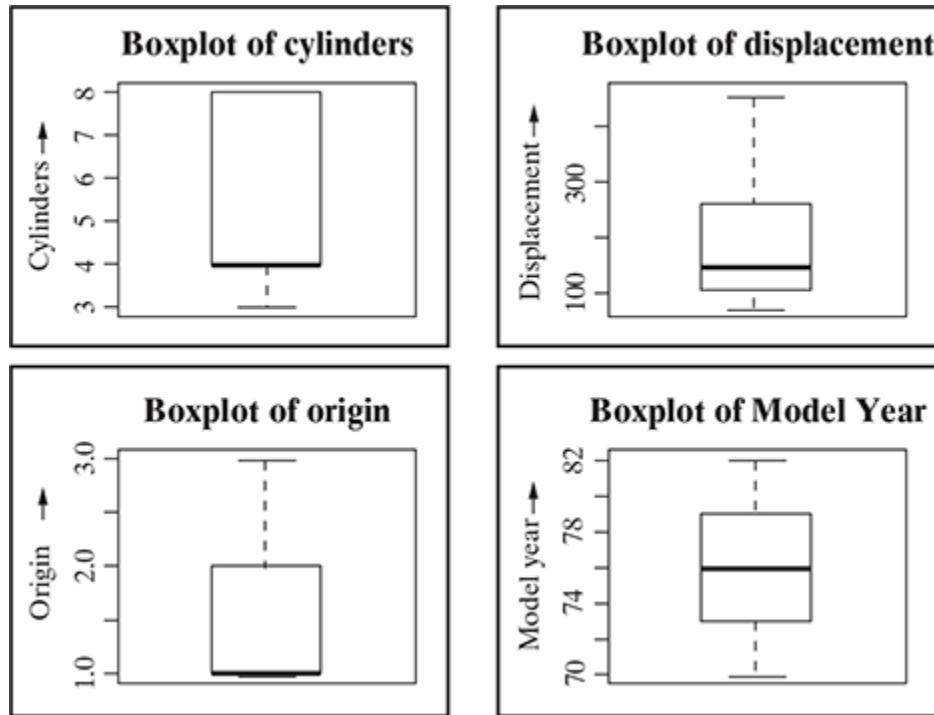 Boxplot of cylinders
Cylinders
8
7
6
5
4
3
Boxplot of displacement
Displacement
300
100
Boxplot of origin
Origin
3.0
2.0
1.0
Boxplot of Model Year
Model year
82
78
74
70